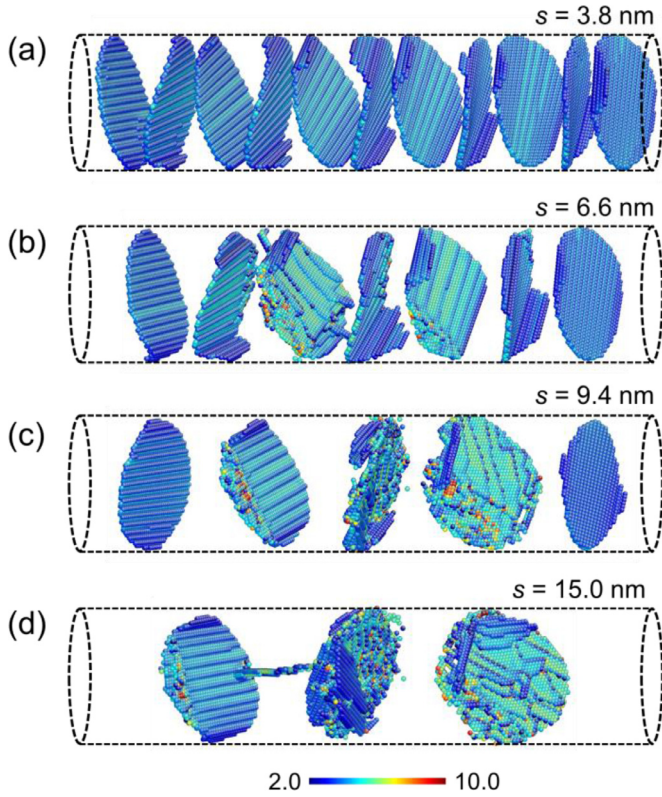 s = 3.8 nm
(a)
s = 6.6 nm
(b)
s = 9.4 nm
(c)
s = 15.0 nm
(d)
2.0 10.0